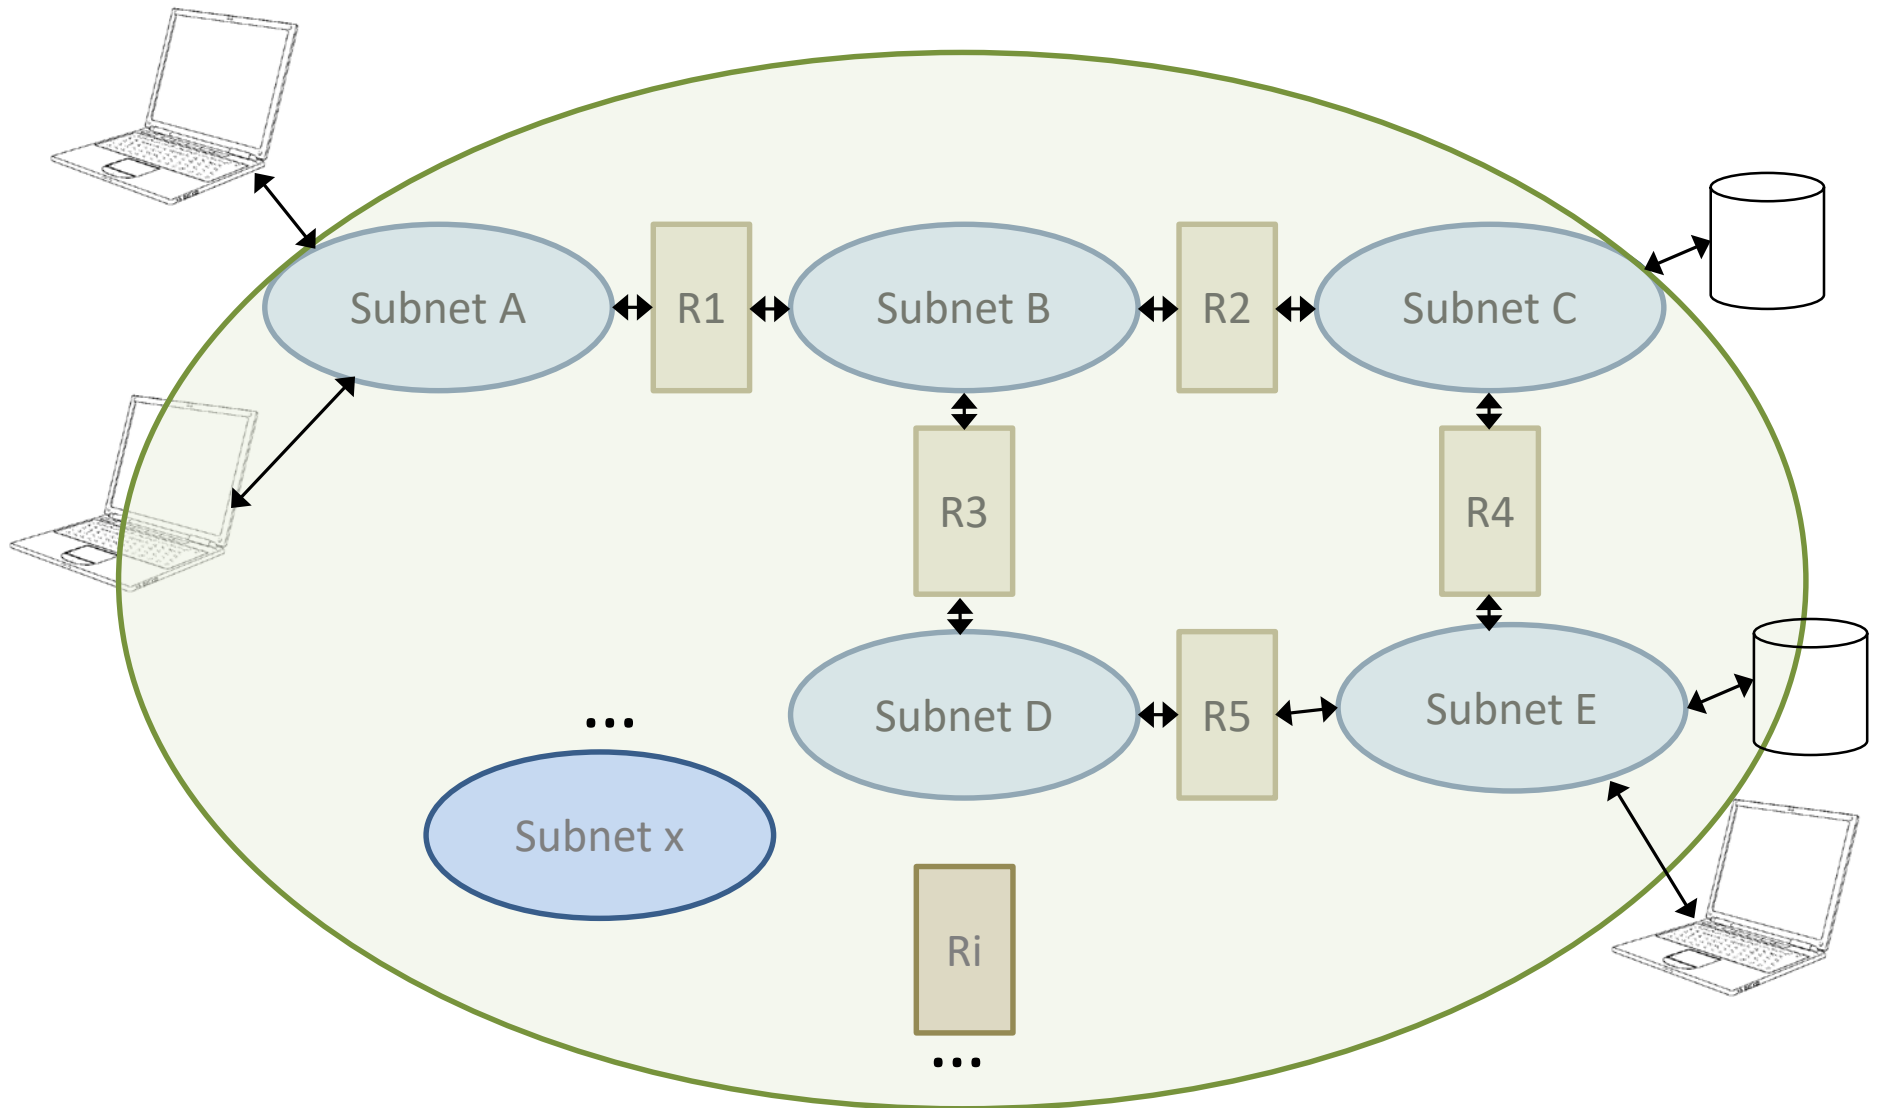 Subnet A
R1
Subnet B
R2
Subnet C
R3
R4
Subnet D
R5
Subnet E
...
Subnet x
Ri
...